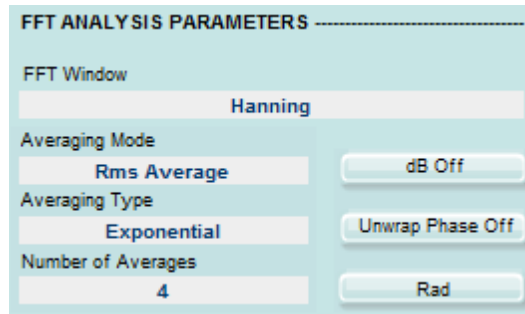 FFT ANALYSIS PARAMETERS -----------------------------------
FFT Window
Hanning
Averaging Mode
Rms Average
dB Off
Averaging Type
Exponential
Unwrap Phase Off
Number of Averages
4
Rad